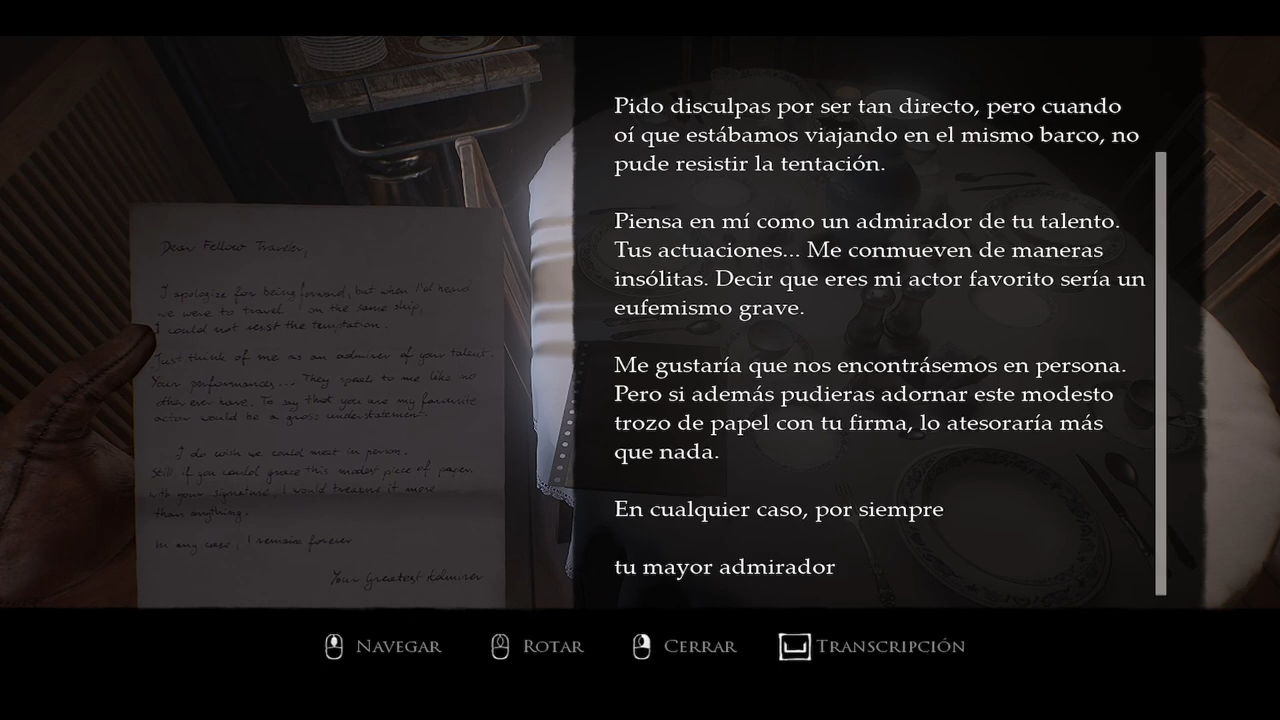 Dear Fellow Traveler,
I apologize for being forward, but when I'd heard
we were to travel on the same ship,
I could not resist the temptation.
Just think of me as an admirer of your talent.
Your performances... They speak to me like no
other ever have. To say that you are my favourite
actor would be a gross understatement.
I do wish we could meet in person.
Still if you could grace this modest piece of paper
with your signature, I would treasure it more
than anything.
In any case, I remain forever
Your Greatest Admirer
Pido disculpas por ser tan directo, pero cuando
oí que estábamos viajando en el mismo barco, no
pude resistir la tentación.
Piensa en mí como un admirador de tu talento.
Tus actuaciones... Me conmueven de maneras
insólitas. Decir que eres mi actor favorito sería un
eufemismo grave.
Me gustaría que nos encontrásemos en persona.
Pero si además pudieras adornar este modesto
trozo de papel con tu firma, lo atesoraría más
que nada.
En cualquier caso, por siempre
tu mayor admirador
Navegar Rotar Cerrar Transcripción